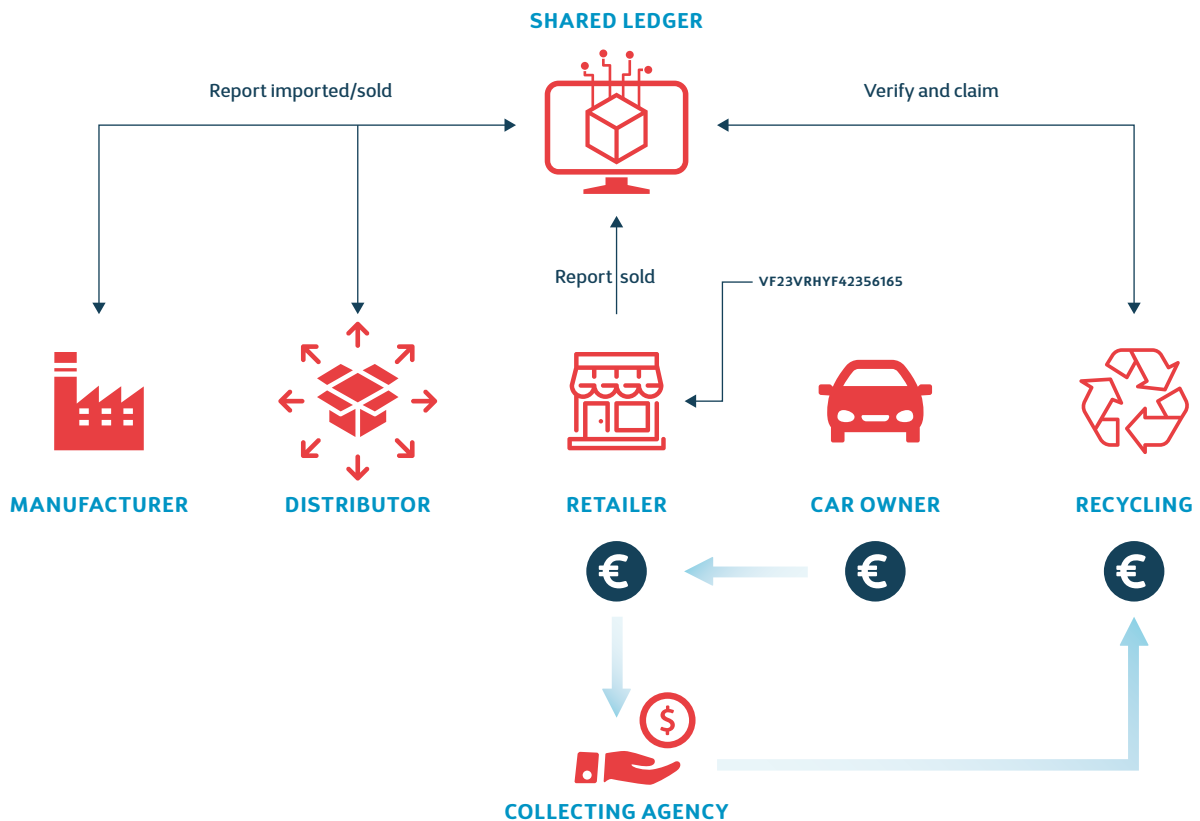 SHARED LEDGER
Report imported/sold
Verify and claim
Report sold
VF23VRHYF42356165
MANUFACTURER
DISTRIBUTOR
RETAILER
CAR OWNER
RECYCLING
€
€
€
$
COLLECTING AGENCY